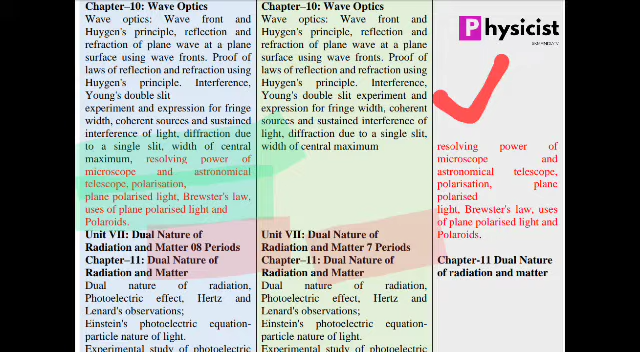 Chapter–10: Wave Optics
Wave optics: Wave front and
Huygen's principle, reflection and
refraction of plane wave at a plane
surface using wave fronts. Proof of
laws of reflection and refraction using
Huygen's principle. Interference,
Young's double slit
experiment and expression for fringe
width, coherent sources and sustained
interference of light, diffraction due
to a single slit, width of central
maximum, resolving power of
microscope and astronomical
telescope, polarisation,
plane polarised light, Brewster's law,
uses of plane polarised light and
Polaroids.
Unit VII: Dual Nature of
Radiation and Matter 08 Periods
Chapter–11: Dual Nature of
Radiation and Matter
Dual nature of radiation,
Photoelectric effect, Hertz and
Lenard's observations;
Einstein's photoelectric equation-
particle nature of light.
Experimental study of photoelectric
Chapter–10: Wave Optics
Wave optics: Wave front and
Huygen's principle, reflection and
refraction of plane wave at a plane
surface using wave fronts. Proof of
laws of reflection and refraction using
Huygen's principle. Interference,
Young's double slit experiment and
expression for fringe width, coherent
sources and sustained interference of
light, diffraction due to a single slit,
width of central maximum
Unit VII: Dual Nature of
Radiation and Matter 7 Periods
Chapter–11: Dual Nature of
Radiation and Matter
Dual nature of radiation,
Photoelectric effect, Hertz and
Lenard's observations;
Einstein's photoelectric equation-
particle nature of light.
Experimental study of photoelectric
Physicist
resolving power of
microscope and
astronomical telescope,
polarisation, plane
polarised
light, Brewster's law, uses
of plane polarised light and
Polaroids.
Chapter-11 Dual Nature
of radiation and matter